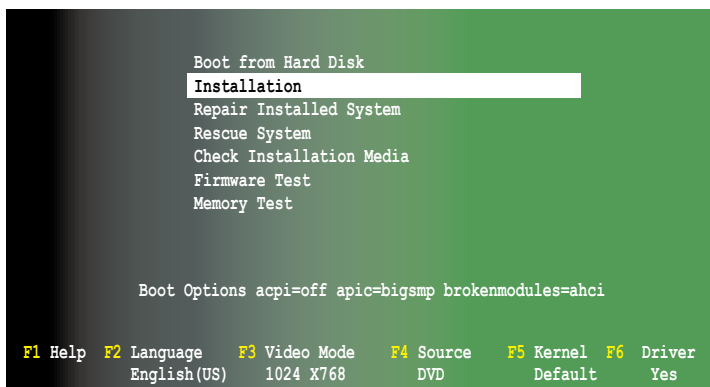 Boot from Hard Disk
Installation
Repair Installed System
Rescue System
Check Installation Media
Firmware Test
Memory Test
Boot Options acpi=off apic=bigsmp brokenmodules=ahci
F1 Help F2 Language F3 Video Mode F4 Source F5 Kernel F6 Driver
English(US) 1024 X768 DVD Default Yes